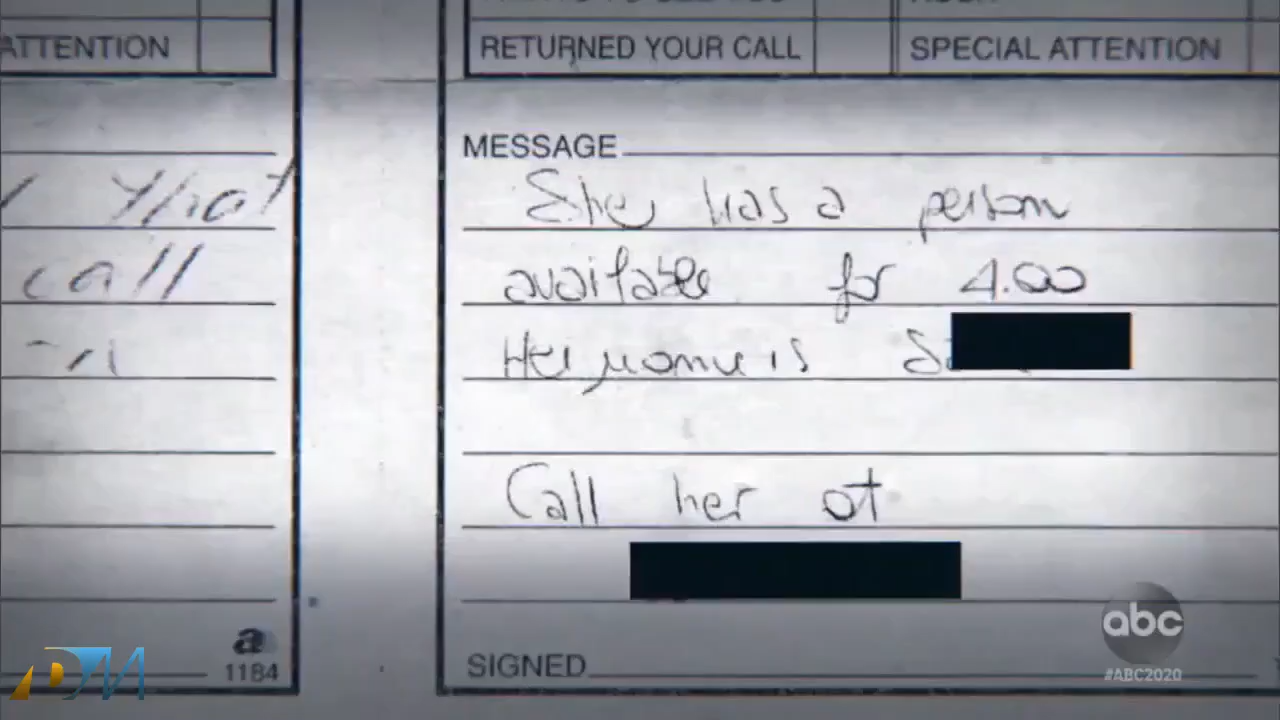 ATTENTION
that
call
a
1184
RETURNED YOUR CALL
SPECIAL ATTENTION
MESSAGE
She has a person
available for 4.00
Her name is
Call her at
SIGNED
abc
#ABC2020
DM